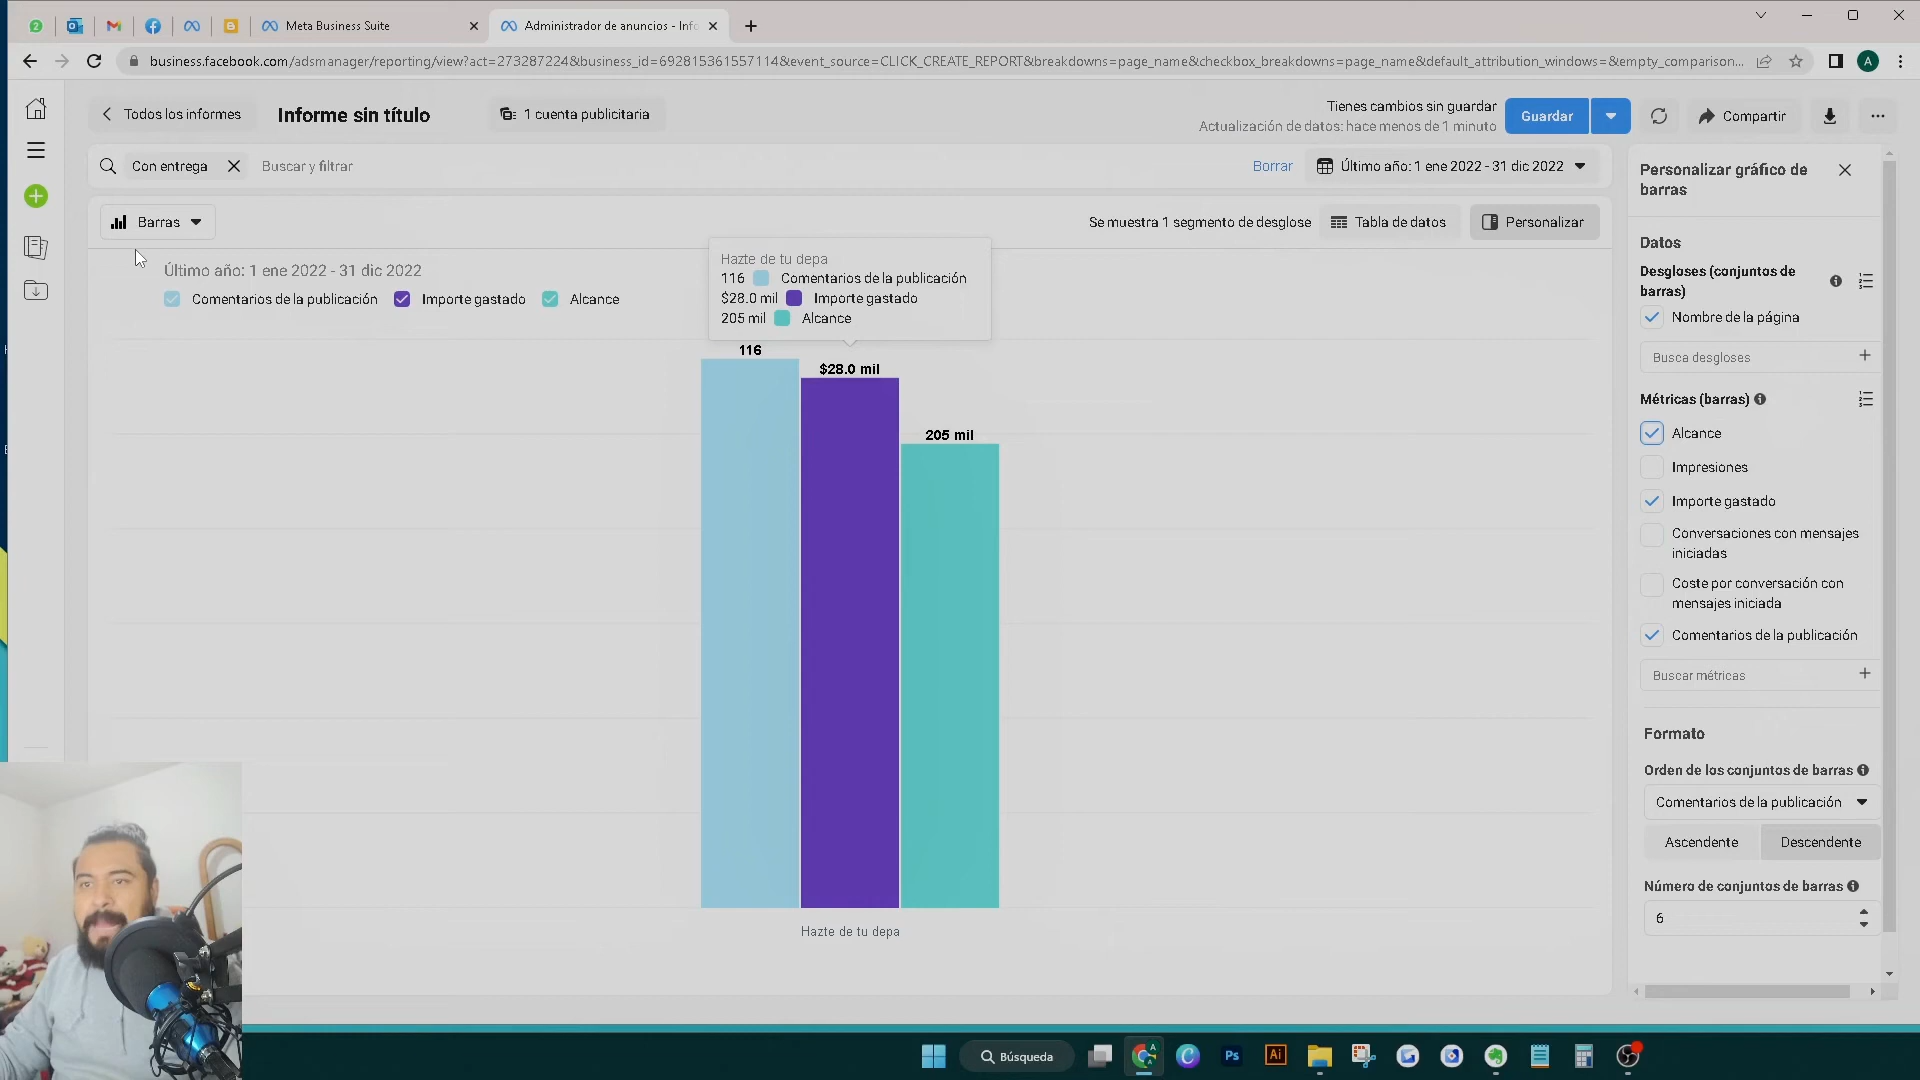 2
Meta Business Suite
Administrador de anuncios - Info
business.facebook.com/adsmanager/reporting/view?act=273287224&business_id=692815361557114&event_source=CLICK_CREATE_REPORT&breakdowns=page_name&checkbox_breakdowns=page_name&default_attribution_windows=&empty_comparison...
A
Todos los informes
Informe sin título
1 cuenta publicitaria
Tienes cambios sin guardar
Actualización de datos: hace menos de 1 minuto
Guardar
Compartir
Con entrega
Buscar y filtrar
Borrar
Último año: 1 ene 2022 - 31 dic 2022
Barras
Se muestra 1 segmento de desglose
Tabla de datos
Personalizar
Último año: 1 ene 2022 - 31 dic 2022
Comentarios de la publicación
Importe gastado
Alcance
Hazte de tu depa
116 Comentarios de la publicación
$28.0 mil Importe gastado
205 mil Alcance
116
$28.0 mil
205 mil
Hazte de tu depa
Personalizar gráfico de
barras
Datos
Desgloses (conjuntos de
barras)
Nombre de la página
Busca desgloses
Métricas (barras)
Alcance
Impresiones
Importe gastado
Conversaciones con mensajes
iniciadas
Coste por conversación con
mensajes iniciada
Comentarios de la publicación
Buscar métricas
Formato
Orden de los conjuntos de barras
Comentarios de la publicación
Ascendente
Descendente
Número de conjuntos de barras
6
Búsqueda
A
Ps
Ai